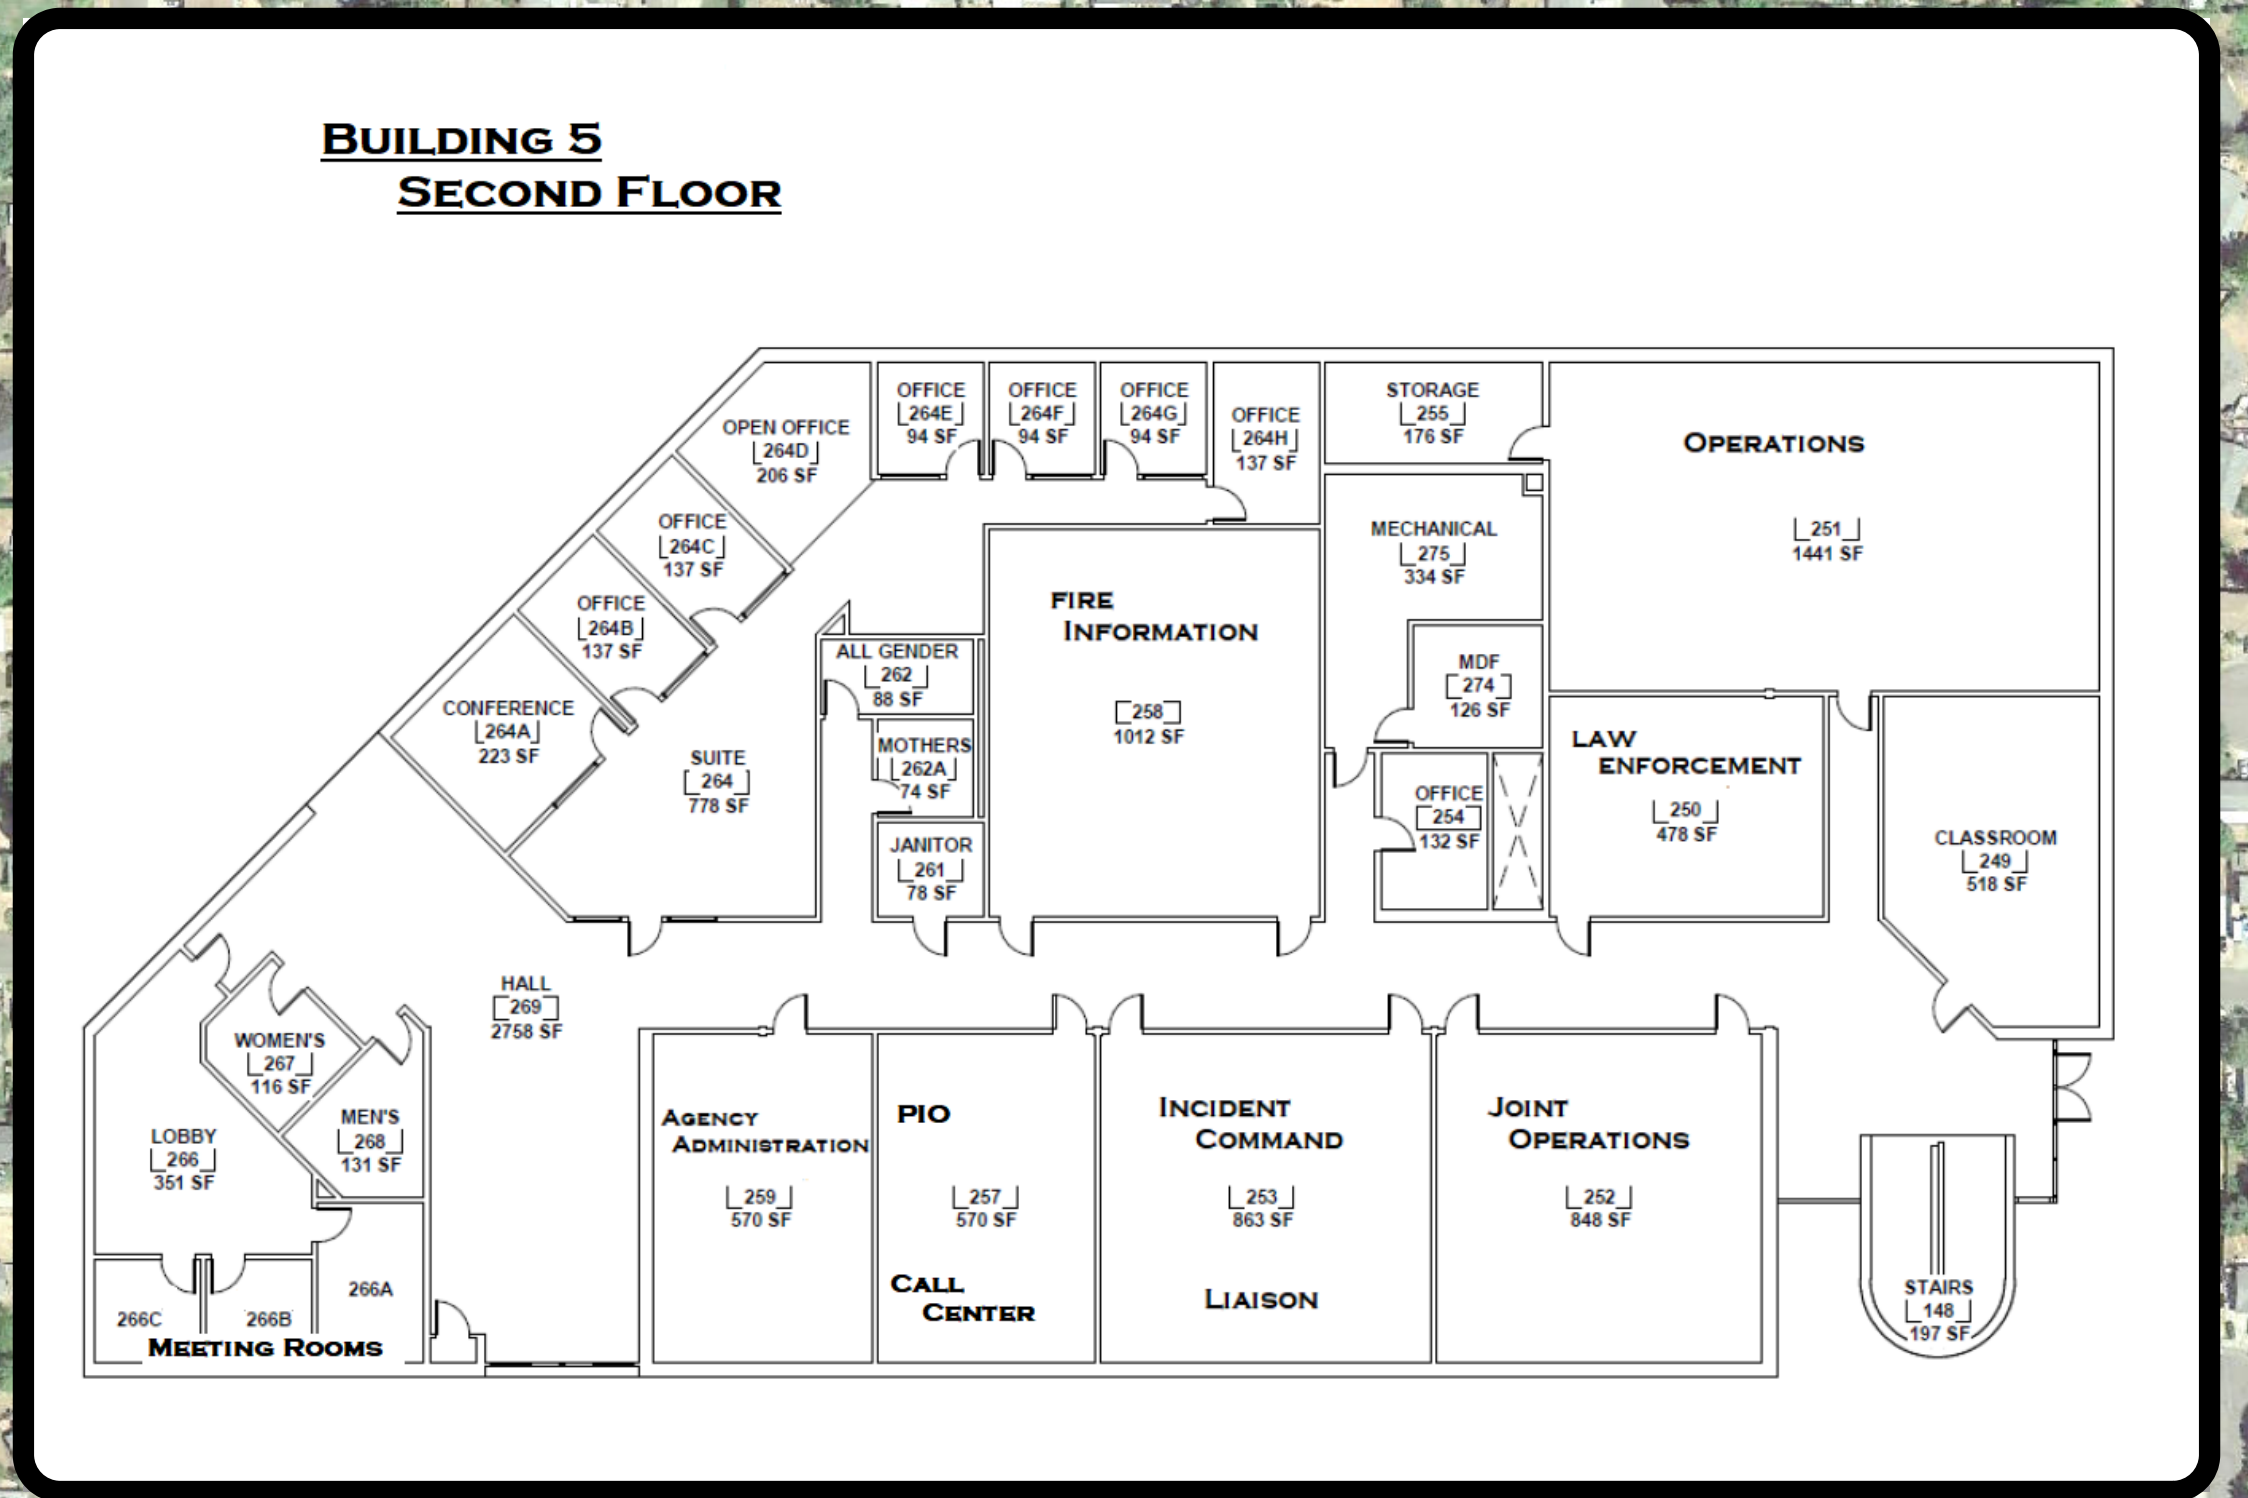 BUILDING 5
SECOND FLOOR
OFFICE
264E
94 SF
OFFICE
264F
94 SF
OFFICE
264G
94 SF
OFFICE
264H
137 SF
STORAGE
255
176 SF
OPERATIONS
251
1441 SF
OPEN OFFICE
264D
206 SF
OFFICE
264C
137 SF
OFFICE
264B
137 SF
CONFERENCE
264A
223 SF
SUITE
264
778 SF
ALL GENDER
262
88 SF
MOTHERS
262A
74 SF
JANITOR
261
78 SF
FIRE
INFORMATION
258
1012 SF
MECHANICAL
275
334 SF
MDF
274
126 SF
OFFICE
254
132 SF
LAW
ENFORCEMENT
250
478 SF
CLASSROOM
249
518 SF
HALL
269
2758 SF
WOMEN'S
267
116 SF
MEN'S
268
131 SF
LOBBY
266
351 SF
266C
266B
266A
MEETING ROOMS
AGENCY
ADMINISTRATION
259
570 SF
PIO
257
570 SF
CALL
CENTER
INCIDENT
COMMAND
253
863 SF
LIAISON
JOINT
OPERATIONS
252
848 SF
STAIRS
148
197 SF